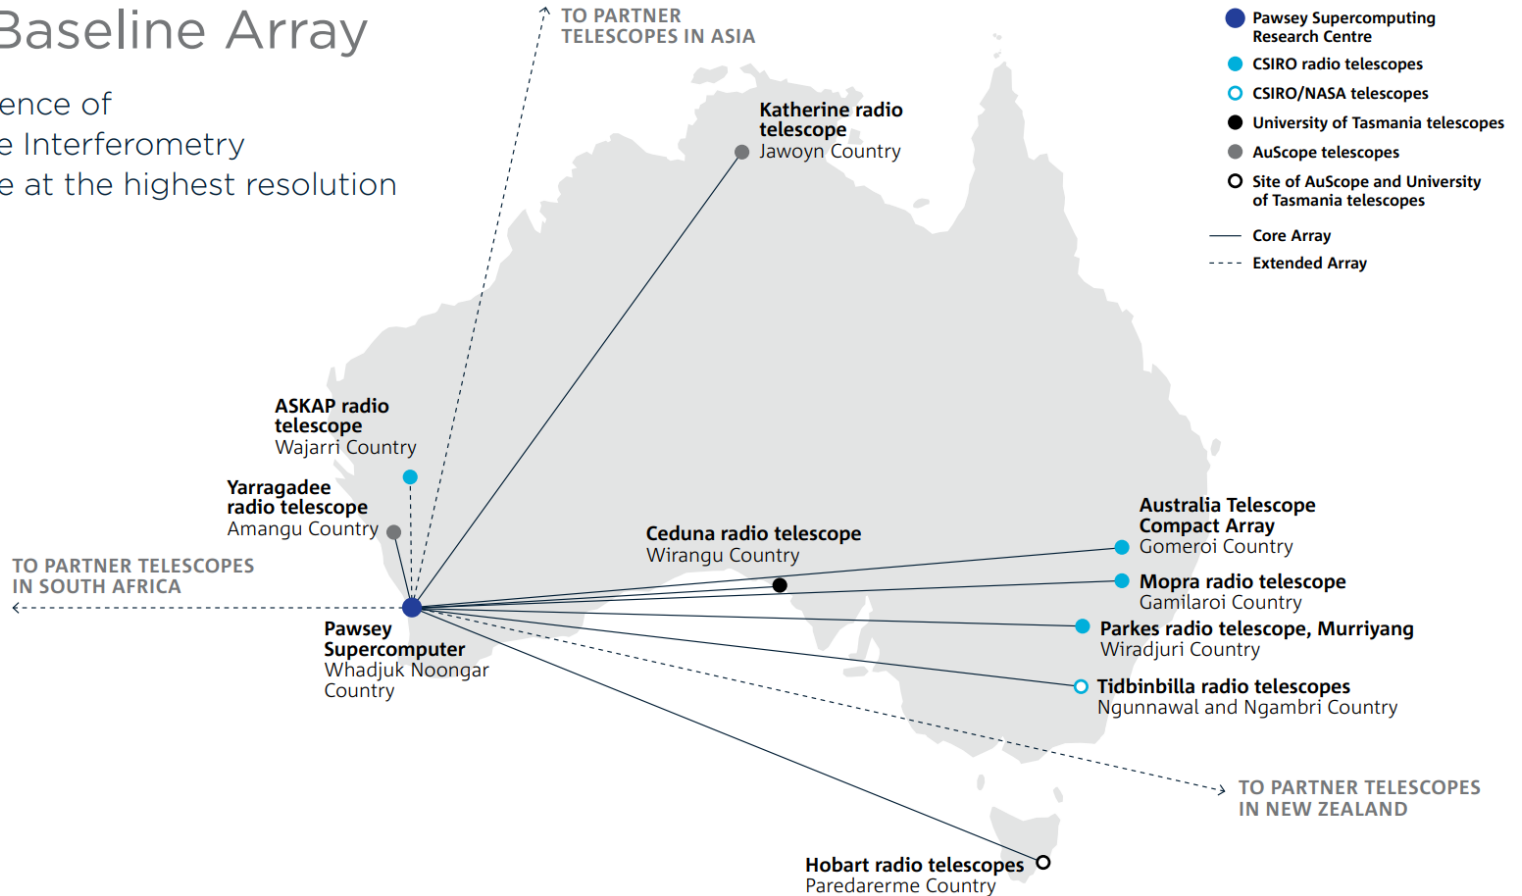 Baseline Array
ence of
e Interferometry
e at the highest resolution
TO PARTNER
TELESCOPES IN ASIA
Pawsey Supercomputing
Research Centre
CSIRO radio telescopes
CSIRO/NASA telescopes
University of Tasmania telescopes
AuScope telescopes
Site of AuScope and University
of Tasmania telescopes
Core Array
Extended Array
Katherine radio
telescope
Jawoyn Country
ASKAP radio
telescope
Wajarri Country
Yarragadee
radio telescope
Amangu Country
TO PARTNER TELESCOPES
IN SOUTH AFRICA
Pawsey
Supercomputer
Whadjuk Noongar
Country
Ceduna radio telescope
Wirangu Country
Australia Telescope
Compact Array
Gomeroi Country
Mopra radio telescope
Gamilaroi Country
Parkes radio telescope, Murriyang
Wiradjuri Country
Tidbinbilla radio telescopes
Ngunnawal and Ngambri Country
TO PARTNER TELESCOPES
IN NEW ZEALAND
Hobart radio telescopes
Paredarerme Country